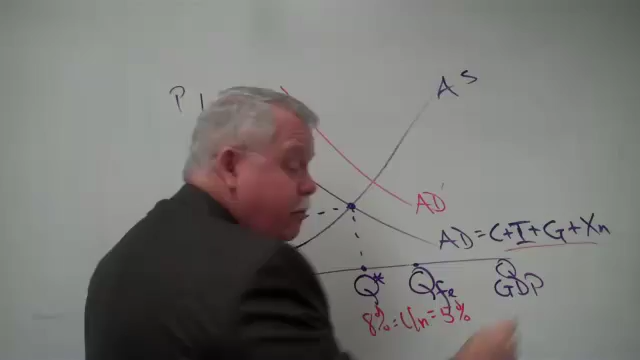 P
AS
AD'
AD = C+I+G+Xn
Q* Qfe Q
GDP
8% = Un = 5%